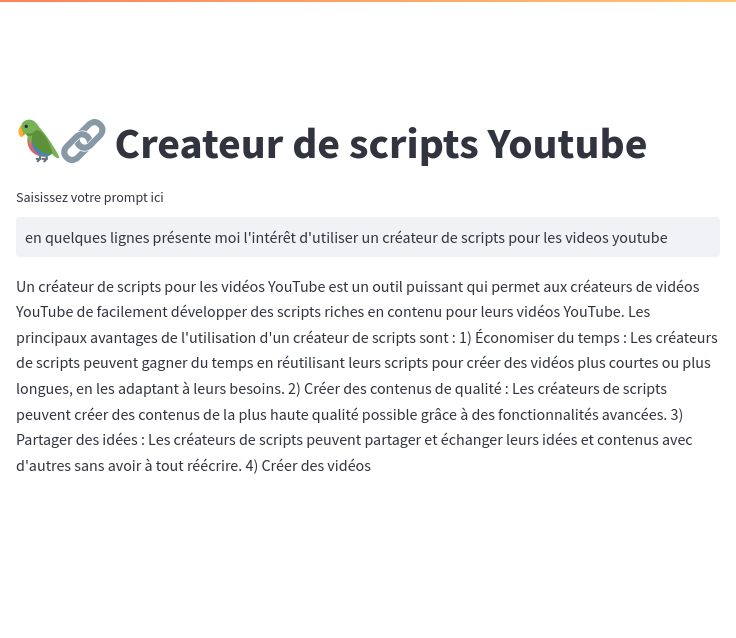 🦜🔗 Createur de scripts Youtube
Saisissez votre prompt ici
en quelques lignes présente moi l'intérêt d'utiliser un créateur de scripts pour les videos youtube
Un créateur de scripts pour les vidéos YouTube est un outil puissant qui permet aux créateurs de vidéos
YouTube de facilement développer des scripts riches en contenu pour leurs vidéos YouTube. Les
principaux avantages de l'utilisation d'un créateur de scripts sont : 1) Économiser du temps : Les créateurs
de scripts peuvent gagner du temps en réutilisant leurs scripts pour créer des vidéos plus courtes ou plus
longues, en les adaptant à leurs besoins. 2) Créer des contenus de qualité : Les créateurs de scripts
peuvent créer des contenus de la plus haute qualité possible grâce à des fonctionnalités avancées. 3)
Partager des idées : Les créateurs de scripts peuvent partager et échanger leurs idées et contenus avec
d'autres sans avoir à tout réécrire. 4) Créer des vidéos